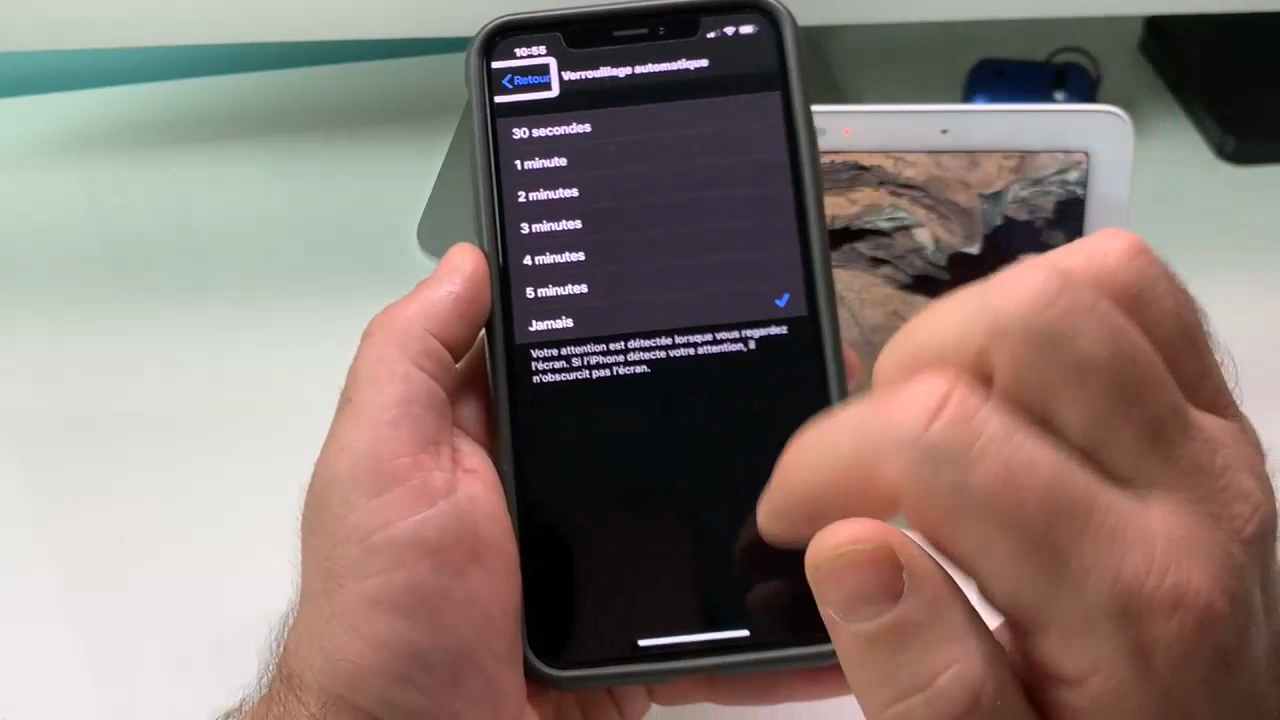 10:55
Retour Verrouillage automatique
30 secondes
1 minute
2 minutes
3 minutes
4 minutes
5 minutes
Jamais
Votre attention est détectée lorsque vous regardez
l'écran. Si l'iPhone détecte votre attention, il
n'obscurcit pas l'écran.